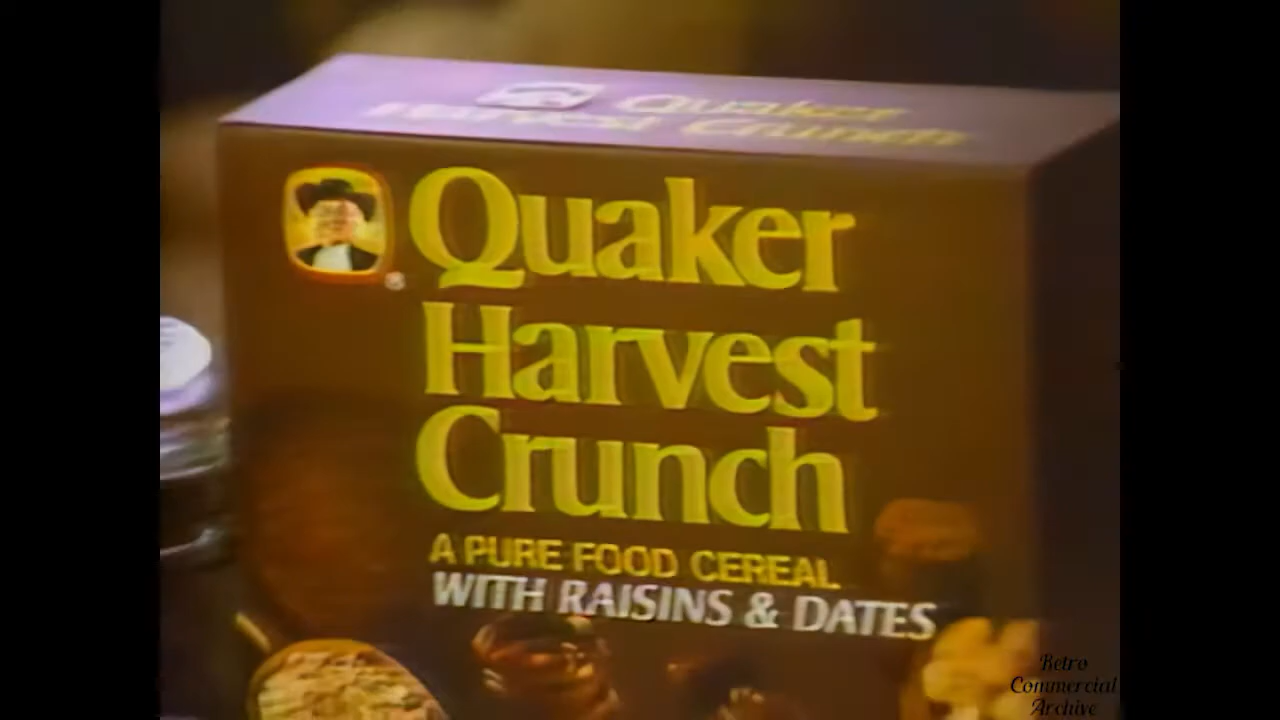 Quaker
Harvest Crunch
Quaker
Harvest
Crunch
A PURE FOOD CEREAL
WITH RAISINS & DATES
Retro
Commercial
Archive